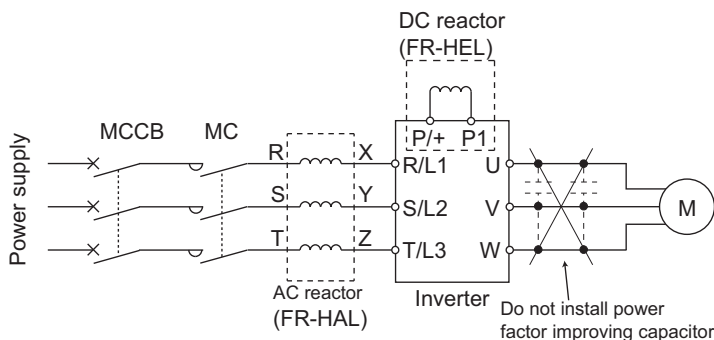 DC reactor
(FR-HEL)
Power supply
MCCB
MC
P/+
P1
R
X
R/L1
U
S
Y
S/L2
V
M
T
Z
T/L3
W
AC reactor
(FR-HAL)
Inverter
Do not install power
factor improving capacitor